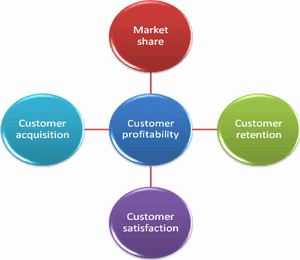 Market
share
Customer
acquisition
Customer
profitability
Customer
retention
Customer
satisfaction